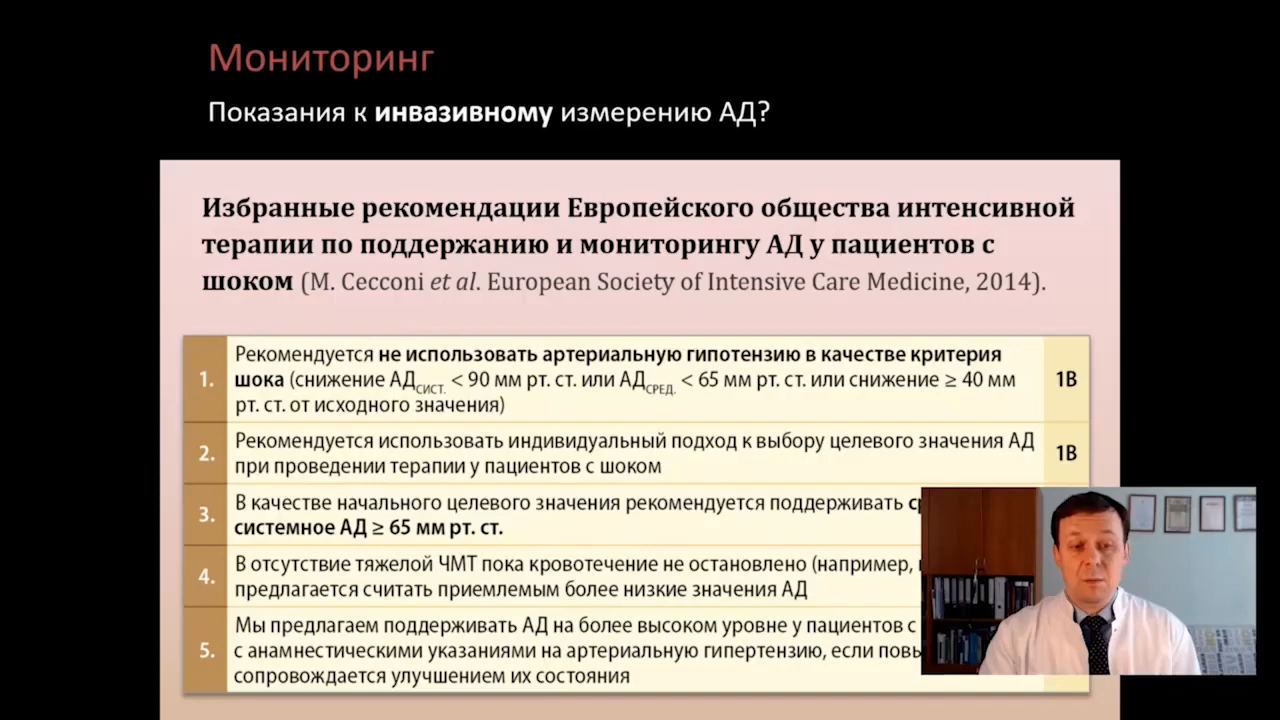 Мониторинг
Показания к инвазивному измерению АД?
Избранные рекомендации Европейского общества интенсивной
терапии по поддержанию и мониторингу АД у пациентов с
шоком (M. Cecconi et al. European Society of Intensive Care Medicine, 2014).
1.
Рекомендуется не использовать артериальную гипотензию в качестве критерия
шока (снижение АДСИСТ. < 90 мм рт. ст. или АДСРЕД. < 65 мм рт. ст. или снижение ≥ 40 мм
рт. ст. от исходного значения)
1B
2.
Рекомендуется использовать индивидуальный подход к выбору целевого значения АД
при проведении терапии у пациентов с шоком
1B
3.
В качестве начального целевого значения рекомендуется поддерживать
системное АД ≥ 65 мм рт. ст.
4.
В отсутствие тяжелой ЧМТ пока кровотечение не остановлено (например,
предлагается считать приемлемым более низкие значения АД
5.
Мы предлагаем поддерживать АД на более высоком уровне у пациентов с
с анамнестическими указаниями на артериальную гипертензию, если
сопровождается улучшением их состояния